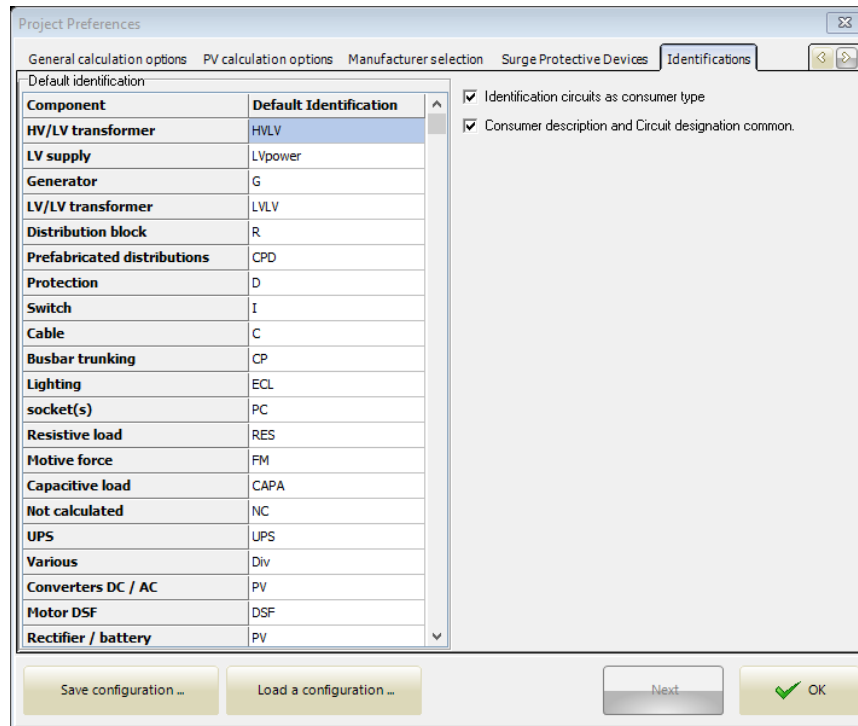 Project Preferences
General calculation options PV calculation options Manufacturer selection Surge Protective Devices Identifications
Default identification
Component Default Identification
HV/LV transformer HVLV
LV supply LVpower
Generator G
LV/LV transformer LVLV
Distribution block R
Prefabricated distributions CPD
Protection D
Switch I
Cable C
Busbar trunking CP
Lighting ECL
socket(s) PC
Resistive load RES
Motive force FM
Capacitive load CAPA
Not calculated NC
UPS UPS
Various Div
Converters DC / AC PV
Motor DSF DSF
Rectifier / battery PV
Identification circuits as consumer type
Consumer description and Circuit designation common.
Save configuration ... Load a configuration ... Next OK